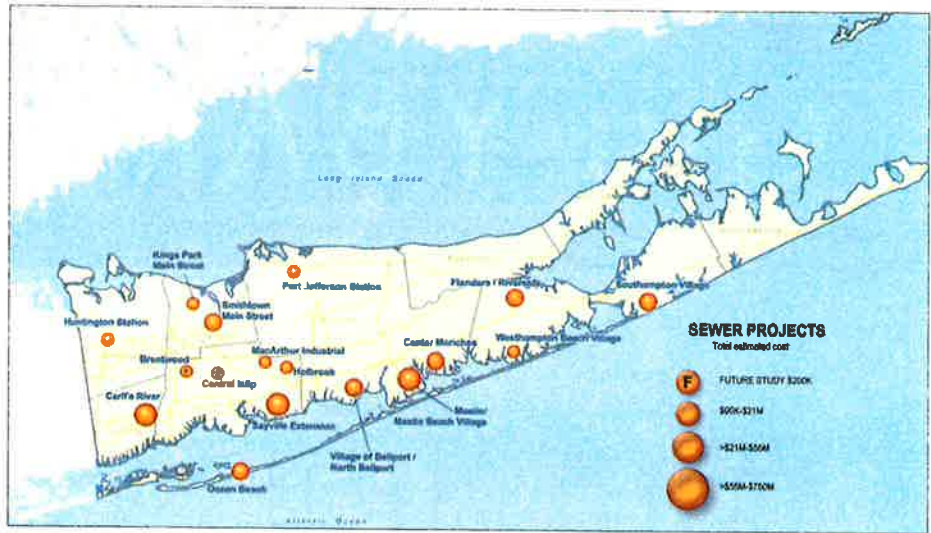 Long Island Sound
Kings Park
Main Street
Port Jefferson Station
Smithtown
Main Street
Huntington Station
Brentwood
Central Islip
MacArthur Industrial
Holbrook
Carll's River
Sayville Extension
Village of Bellport /
North Bellport
Ocean Beach
Center Moriches
Mastic/
Mastic Beach Village
Flanders / Riverside
Westhampton Beach Village
Southampton Village
Atlantic Ocean
SEWER PROJECTS
Total estimated cost
F
FUTURE STUDY $200K
>$21M-$55M
>$55M-$750M